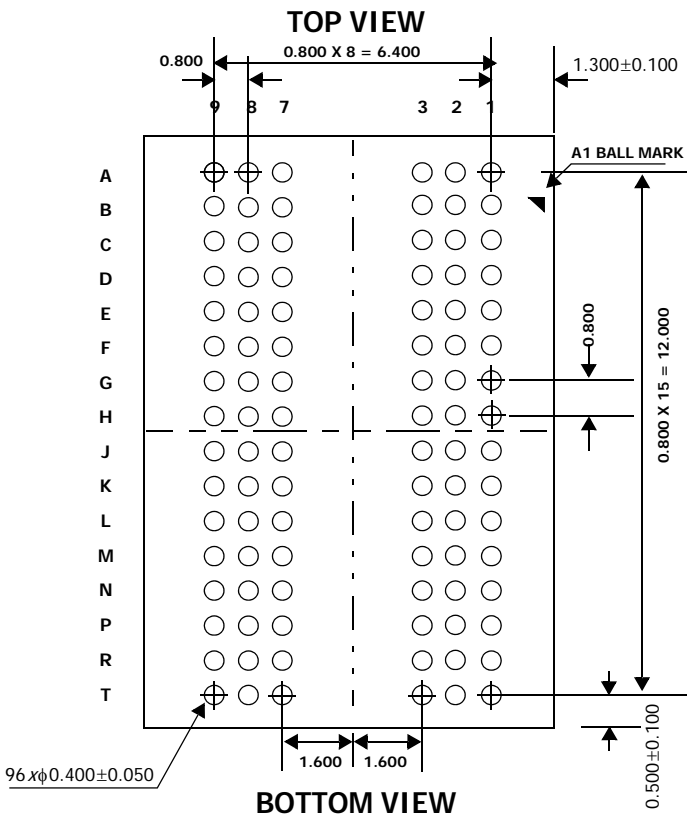 TOP VIEW
0.800 X 8 = 6.400
0.800
1.300±0.100
9 8 7 3 2 1
A1 BALL MARK
A
B
C
D
E
F
G
H
J
K
L
M
N
P
R
T
0.800
0.800 X 15 = 12.000
1.600 1.600
0.500±0.100
96 xϕ0.400±0.050
BOTTOM VIEW